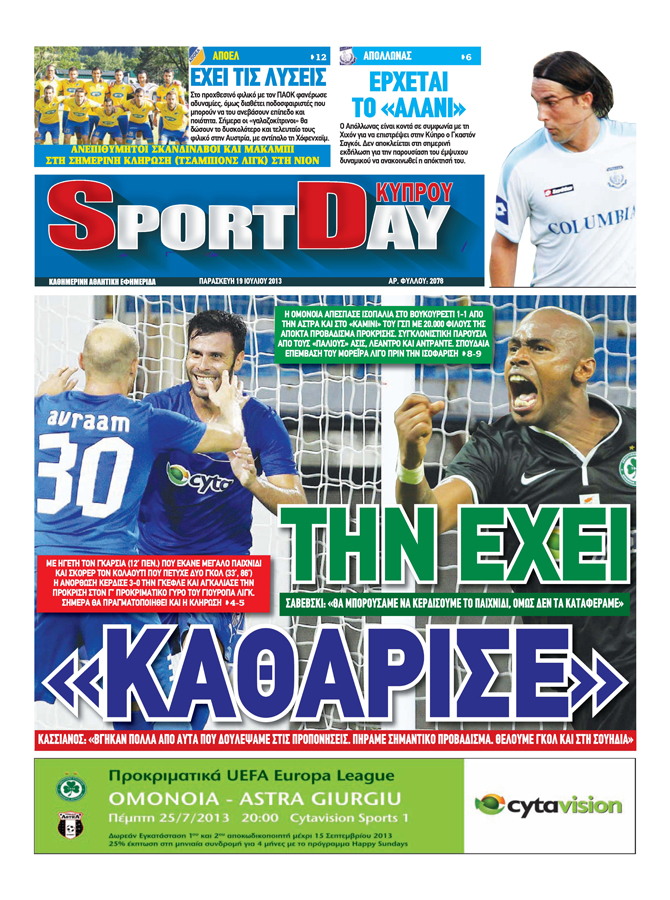 ΑΠΟΕΛ 12
ΕΧΕΙ ΤΙΣ ΛΥΣΕΙΣ
Στο προχθεσινό φιλικό με τον ΠΑΟΚ φανέρωσε
αδυναμίες, όμως διαθέτει ποδοσφαιριστές που
μπορούν να του ανεβάσουν επίπεδο και
ποιότητα. Σήμερα οι «γαλαζοκίτρινοι» θα
δώσουν το δυσκολότερο και τελευταίο τους
φιλικό στην Αυστρία, με αντίπαλο τη Χόφενχαϊμ.
ΑΝΕΠΙΘΥΜΗΤΟΙ ΣΚΑΝΔΙΝΑΒΟΙ ΚΑΙ ΜΑΚΑΜΠΙ
ΣΤΗ ΣΗΜΕΡΙΝΗ ΚΛΗΡΩΣΗ (ΤΣΑΜΠΙΟΝΣ ΛΙΓΚ) ΣΤΗ ΝΙΟΝ
ΑΠΟΛΛΩΝΑΣ 6
ΕΡΧΕΤΑΙ
ΤΟ «ΑΛΑΝΙ»
Ο Απόλλωνας είναι κοντά σε συμφωνία με τη
Χιχόν για να επιστρέψει στην Κύπρο ο Γκαστόν
Σαγκόι. Δεν αποκλείεται στη σημερινή
εκδήλωση για την παρουσίαση του έμψυχου
δυναμικού να ανακοινωθεί η απόκτησή του.
Lotto
COLUMBIA
ΚΥΠΡΟΥ
SPORTDAY
ΚΑΘΗΜΕΡΙΝΗ ΑΘΛΗΤΙΚΗ ΕΦΗΜΕΡΙΔΑ
ΠΑΡΑΣΚΕΥΗ 19 ΙΟΥΛΙΟΥ 2013
ΑΡ. ΦΥΛΛΟΥ: 2078
Η ΟΜΟΝΟΙΑ ΑΠΕΣΠΑΣΕ ΙΣΟΠΑΛΙΑ ΣΤΟ ΒΟΥΚΟΥΡΕΣΤΙ 1-1 ΑΠΟ
ΤΗΝ ΑΣΤΡΑ ΚΑΙ ΣΤΟ «ΚΑΜΙΝΙ» ΤΟΥ ΓΣΠ ΜΕ 20.000 ΦΙΛΟΥΣ ΤΗΣ
ΑΠΟΚΤΑ ΠΡΟΒΑΔΙΣΜΑ ΠΡΟΚΡΙΣΗΣ. ΣΥΓΚΛΟΝΙΣΤΙΚΗ ΠΑΡΟΥΣΙΑ
ΑΠΟ ΤΟΥΣ «ΠΑΛΙΟΥΣ» ΑΣΙΣ, ΛΕΑΝΤΡΟ ΚΑΙ ΑΝΤΡΑΝΤΕ. ΣΠΟΥΔΑΙΑ
ΕΠΕΜΒΑΣΗ ΤΟΥ ΜΟΡΕΪΡΑ ΛΙΓΟ ΠΡΙΝ ΤΗΝ ΙΣΟΦΑΡΙΣΗ 8-9
avraam
30
cyta
ΤΗΝ ΕΧΕΙ
ΣΑΒΕΒΣΚΙ: «ΘΑ ΜΠΟΡΟΥΣΑΜΕ ΝΑ ΚΕΡΔΙΣΟΥΜΕ ΤΟ ΠΑΙΧΝΙΔΙ, ΟΜΩΣ ΔΕΝ ΤΑ ΚΑΤΑΦΕΡΑΜΕ»
ΜΕ ΗΓΕΤΗ ΤΟΝ ΓΚΑΡΣΙΑ (12' ΠΕΝ.) ΠΟΥ ΕΚΑΝΕ ΜΕΓΑΛΟ ΠΑΙΧΝΙΔΙ
ΚΑΙ ΣΚΟΡΕΡ ΤΟΝ ΚΟΛΑΟΥΤΙ ΠΟΥ ΠΕΤΥΧΕ ΔΥΟ ΓΚΟΛ (33', 86')
Η ΑΝΟΡΘΩΣΗ ΚΕΡΔΙΣΕ 3-0 ΤΗΝ ΓΚΕΦΛΕ ΚΑΙ ΑΓΚΑΛΙΑΣΕ ΤΗΝ
ΠΡΟΚΡΙΣΗ ΣΤΟΝ Γ' ΠΡΟΚΡΙΜΑΤΙΚΟ ΓΥΡΟ ΤΟΥ ΓΙΟΥΡΟΠΑ ΛΙΓΚ.
ΣΗΜΕΡΑ ΘΑ ΠΡΑΓΜΑΤΟΠΟΙΗΘΕΙ ΚΑΙ Η ΚΛΗΡΩΣΗ 4-5
«ΚΑΘΑΡΙΣΕ»
ΚΑΣΣΙΑΝΟΣ: «ΒΓΗΚΑΝ ΠΟΛΛΑ ΑΠΟ ΑΥΤΑ ΠΟΥ ΔΟΥΛΕΨΑΜΕ ΣΤΙΣ ΠΡΟΠΟΝΗΣΕΙΣ. ΠΗΡΑΜΕ ΣΗΜΑΝΤΙΚΟ ΠΡΟΒΑΔΙΣΜΑ. ΘΕΛΟΥΜΕ ΓΚΟΛ ΚΑΙ ΣΤΗ ΣΟΥΗΔΙΑ»
Προκριματικά UEFA Europa League
ΟΜΟΝΟΙΑ - ASTRA GIURGIU
Πέμπτη 25/7/2013 20:00 Cytavision Sports 1
Δωρεάν Εγκατάσταση 1ου και 2ου αποκωδικοποιητή μέχρι 15 Σεπτεμβρίου 2013
25% έκπτωση στη μηνιαία συνδρομή για 4 μήνες με το πρόγραμμα Happy Sundays
ASTRA
cytavision